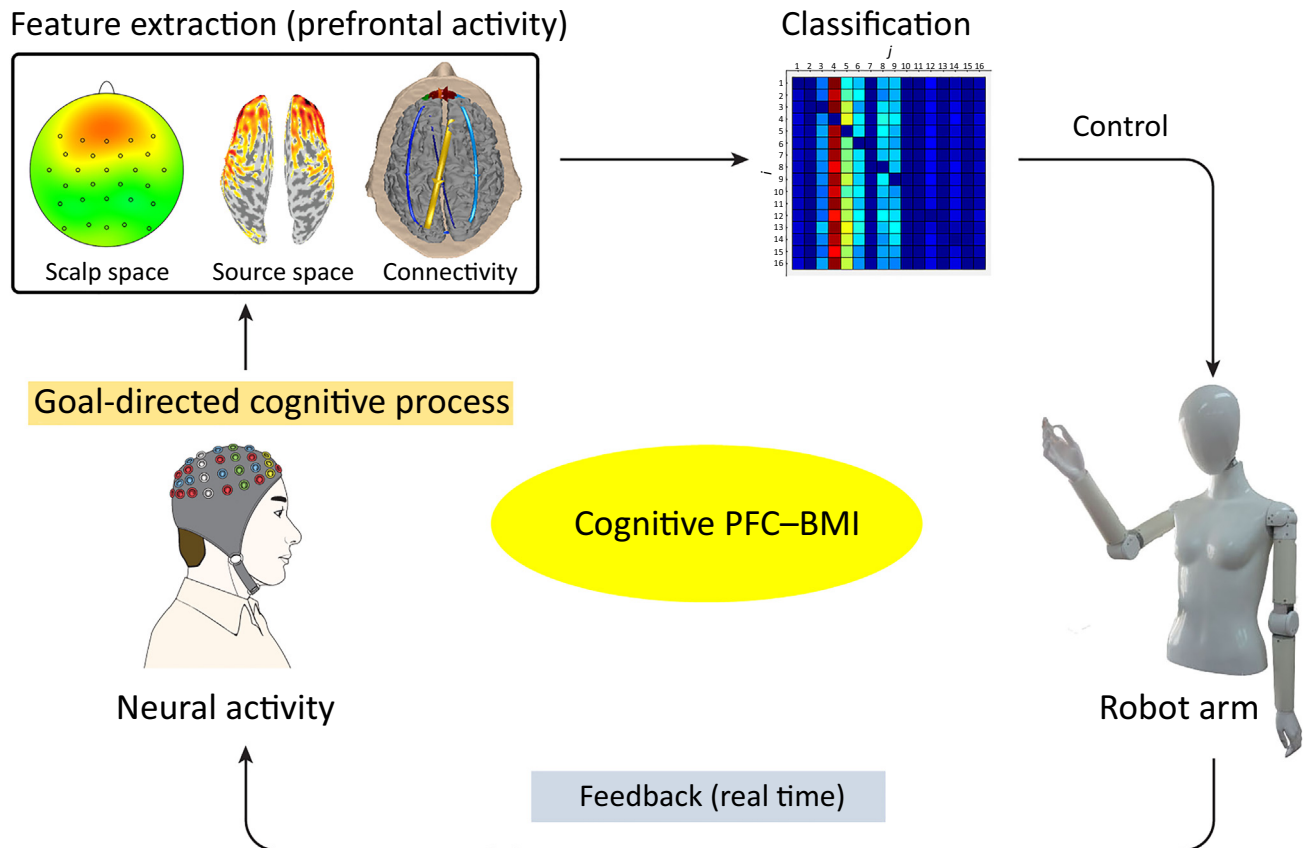 Feature extraction (prefrontal activity)
Scalp space
Source space
Connectivity
Classification
j
1 2 3 4 5 6 7 8 9 10 11 12 13 14 15 16
i
1
2
3
4
5
6
7
8
9
10
11
12
13
14
15
16
Control
Goal-directed cognitive process
Cognitive PFC–BMI
Neural activity
Robot arm
Feedback (real time)